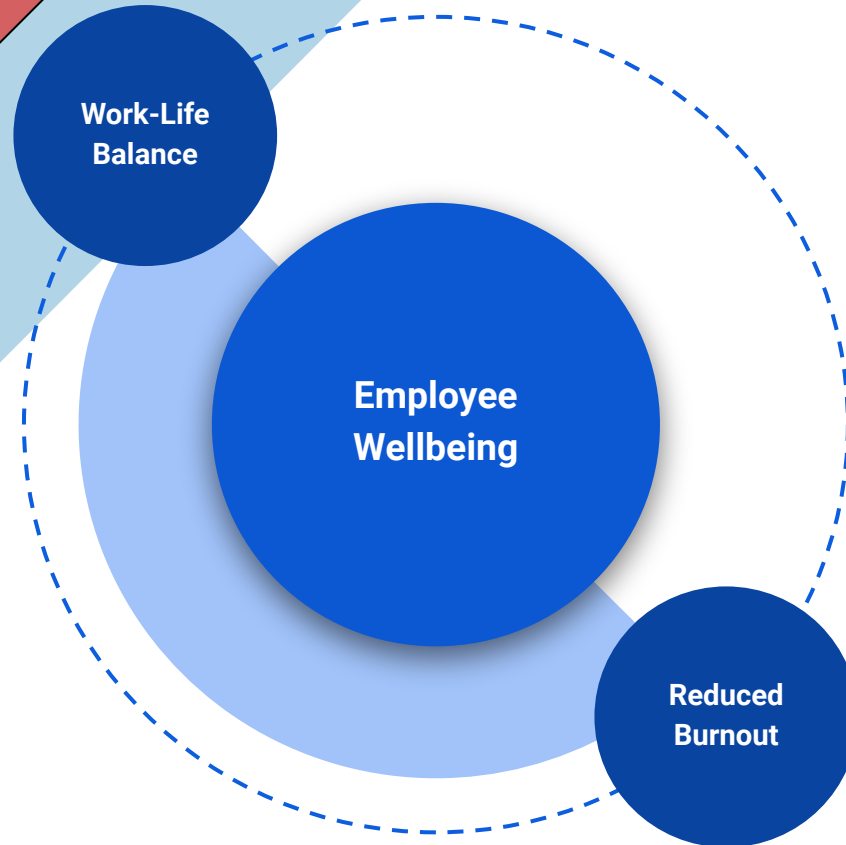 Work-Life
Balance
Employee
Wellbeing
Reduced
Burnout